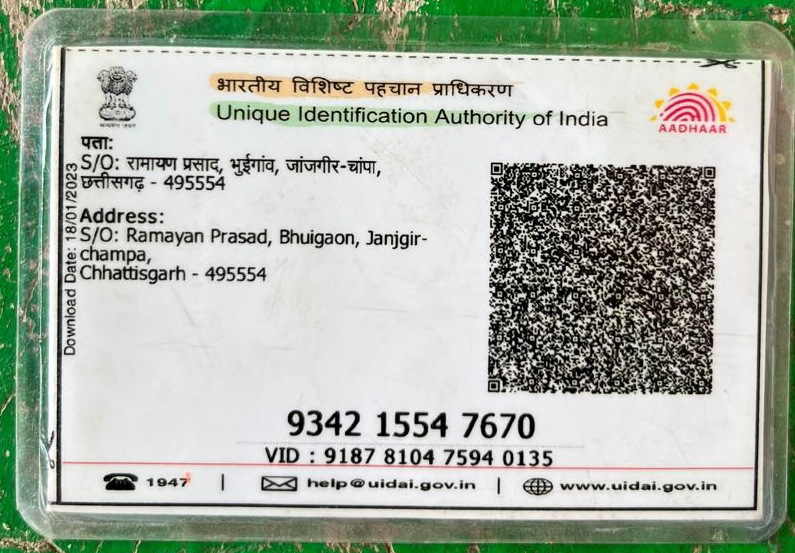 भारतीय विशिष्ट पहचान प्राधिकरण
Unique Identification Authority of India
AADHAAR
पता:
S/O: रामायण प्रसाद, भुईगांव, जांजगीर-चांपा,
छत्तीसगढ़ - 495554
Address:
S/O: Ramayan Prasad, Bhuigaon, Janjgir-
champa,
Chhattisgarh - 495554
Download Date: 18/01/2023
9342 1554 7670
VID : 9187 8104 7594 0135
1947 | help@uidai.gov.in | www.uidai.gov.in